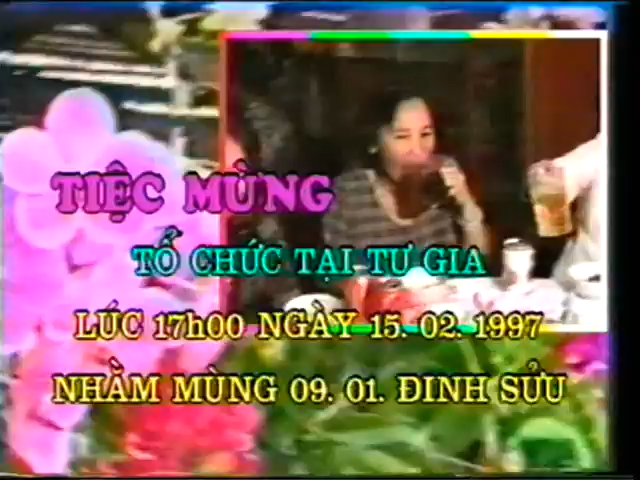 TIỆC MỪNG
TỔ CHỨC TẠI TƯ GIA
LÚC 17h00 NGÀY 15. 02. 1997
NHẰM MÙNG 09. 01. ĐINH SỬU